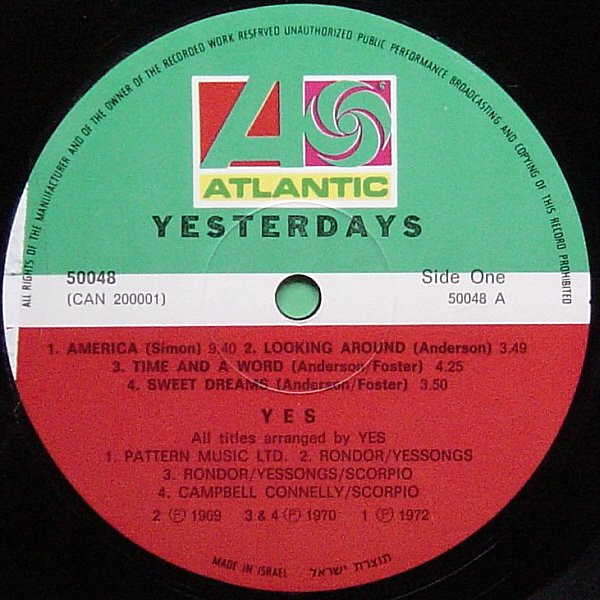 ALL RIGHTS OF THE MANUFACTURER AND OF THE OWNER OF THE RECORDED WORK RESERVED UNAUTHORIZED PUBLIC PERFORMANCE BROADCASTING AND COPYING OF THIS RECORD PROHIBITED
ATLANTIC
YESTERDAYS
50048 Side One
(CAN 200001) 50048 A
1. AMERICA (Simon) 9.40 2. LOOKING AROUND (Anderson) 3.49
3. TIME AND A WORD (Anderson/Foster) 4.25
4. SWEET DREAMS (Anderson/Foster) 3.50
YES
All titles arranged by YES
1. PATTERN MUSIC LTD. 2. RONDOR/YESSONGS
3. RONDOR/YESSONGS/SCORPIO
4. CAMPBELL CONNELLY/SCORPIO
2 ℗ 1969 3 & 4 ℗ 1970 1 ℗ 1972
MADE IN ISRAEL תוצרת ישראל